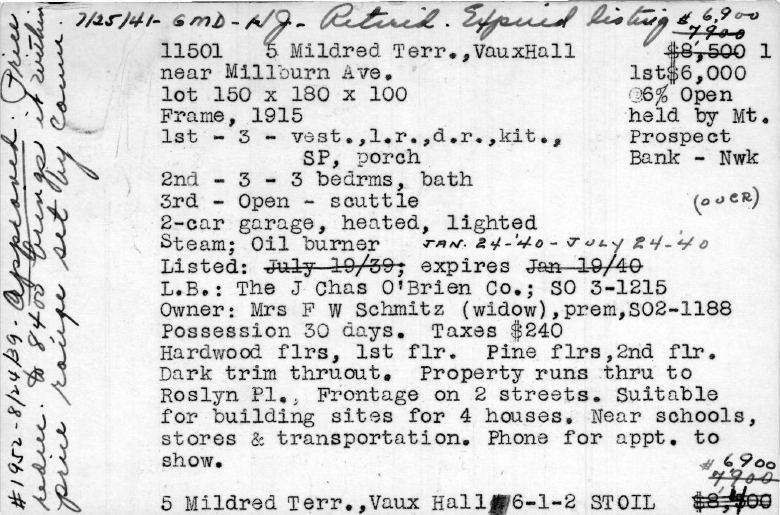 7/25/41 - GMD - NJ - Retired. Expired listing # 6,900
7900
11501 5 Mildred Terr., VauxHall $8,500 l
near Millburn Ave. 1st$6,000
lot 150 x 180 x 100 @6% Open
Frame, 1915 held by Mt.
1st - 3 - vest.,l.r.,d.r.,kit., Prospect
SP, porch Bank - Nwk
2nd - 3 - 3 bedrms, bath
3rd - Open - scuttle (OVER)
2-car garage, heated, lighted
Steam; Oil burner JAN. 24-'40 - JULY 24-'40
Listed: July 19/39; expires Jan 19/40
L.B.: The J Chas O'Brien Co.; SO 3-1215
Owner: Mrs F W Schmitz (widow),prem,SO2-1188
Possession 30 days. Taxes $240
Hardwood flrs, 1st flr. Pine flrs,2nd flr.
Dark trim thruout. Property runs thru to
Roslyn Pl., Frontage on 2 streets. Suitable
for building sites for 4 houses. Near schools,
stores & transportation. Phone for appt. to
show.
# 6900
7900
5 Mildred Terr.,Vaux Hall 6-1-2 STOIL
#1952-8/24/39. Appraised. Price
reduc. to 8400 brings it within
price range set by comm